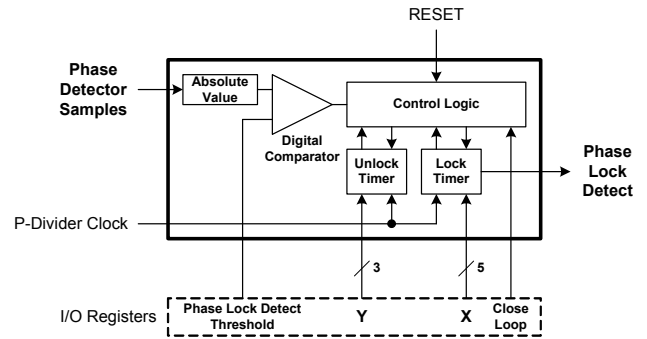 RESET
Phase
Detector
Samples
Absolute
Value
Control Logic
Digital
Comparator
Unlock
Timer
Lock
Timer
Phase
Lock
Detect
P-Divider Clock
3
5
I/O Registers
Phase Lock Detect
Threshold
Y
X
Close
Loop